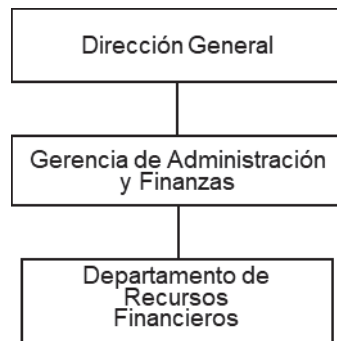 Dirección General
Gerencia de Administración
y Finanzas
Departamento de
Recursos
Financieros